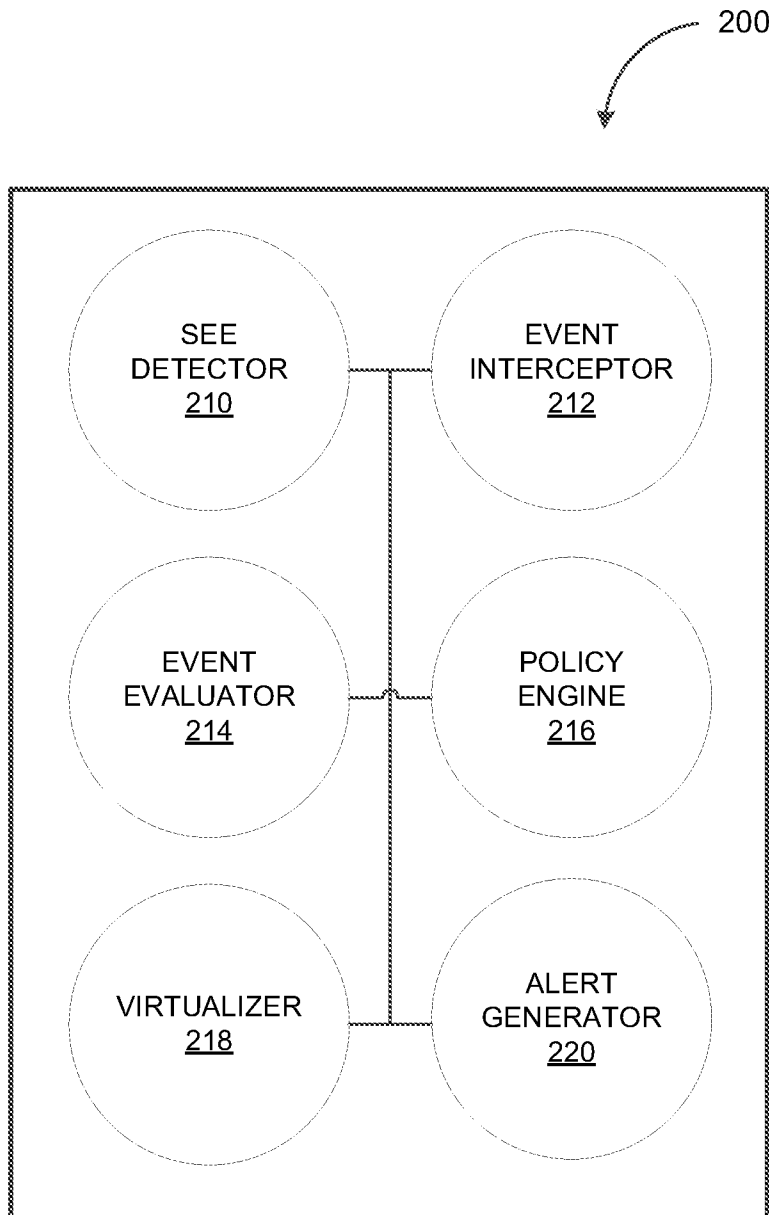 200
SEE
DETECTOR
210
EVENT
INTERCEPTOR
212
EVENT
EVALUATOR
214
POLICY
ENGINE
216
VIRTUALIZER
218
ALERT
GENERATOR
220